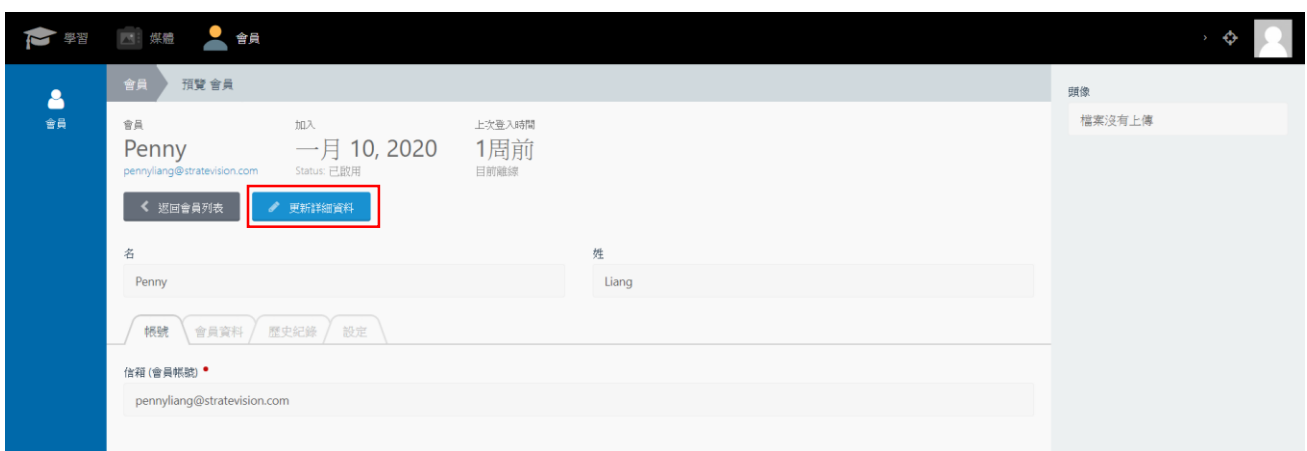 學習 媒體 會員
會員
會員 預覽 會員
會員 加入 上次登入時間
Penny 一月 10, 2020 1周前
pennyliang@stratevision.com Status: 已啟用 目前離線
返回會員列表 更新詳細資料
名 姓
Penny Liang
帳號 會員資料 歷史紀錄 設定
信箱 (會員帳號)
pennyliang@stratevision.com
頭像
檔案沒有上傳